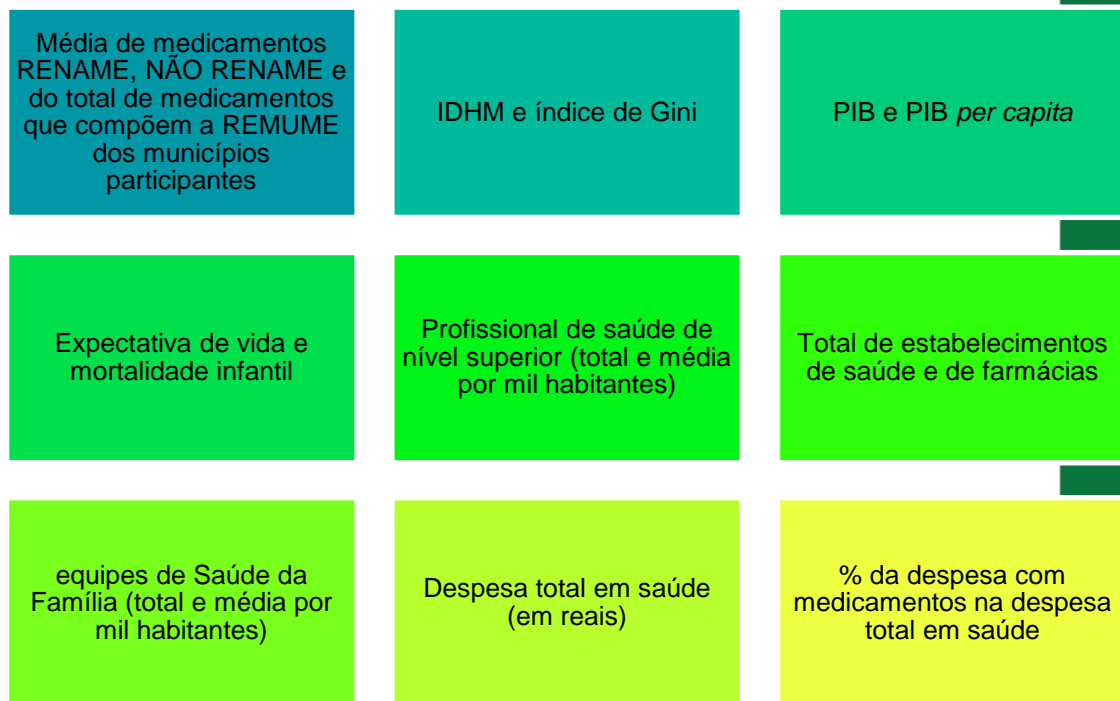 Média de medicamentos
RENAME, NÃO RENAME e
do total de medicamentos
que compõem a REMUME
dos municípios
participantes
IDHM e índice de Gini
PIB e PIB per capita
Expectativa de vida e
mortalidade infantil
Profissional de saúde de
nível superior (total e média
por mil habitantes)
Total de estabelecimentos
de saúde e de farmácias
equipes de Saúde da
Família (total e média por
mil habitantes)
Despesa total em saúde
(em reais)
% da despesa com
medicamentos na despesa
total em saúde